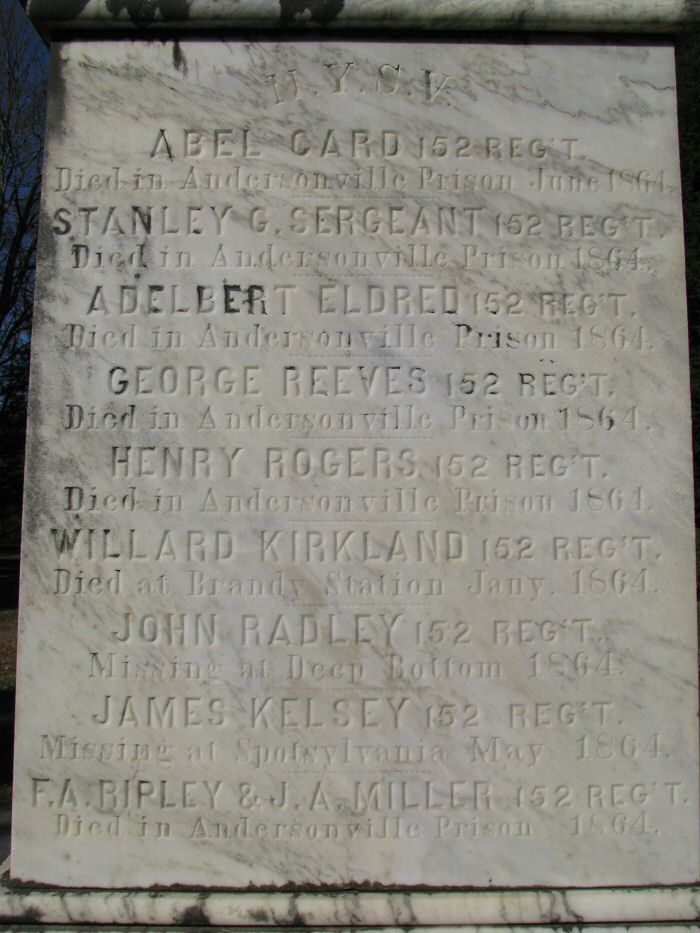 N.Y.S.V.
ABEL CARD 152 REG'T.
Died in Andersonville Prison June 1864.
STANLEY G. SERGEANT 152 REG'T.
Died in Andersonville Prison 1864.
ADELBERT ELDRED 152 REG'T.
Died in Andersonville Prison 1864.
GEORGE REEVES 152 REG'T.
Died in Andersonville Prison 1864.
HENRY ROGERS 152 REG'T.
Died in Andersonville Prison 1864.
WILLARD KIRKLAND 152 REG'T.
Died at Brandy Station Jany. 1864.
JOHN RADLEY 152 REG'T.
Missing at Deep Bottom 1864.
JAMES KELSEY 152 REG'T.
Missing at Spotsylvania May 1864.
F.A. RIPLEY & J.A. MILLER 152 REG'T.
Died in Andersonville Prison 1864.